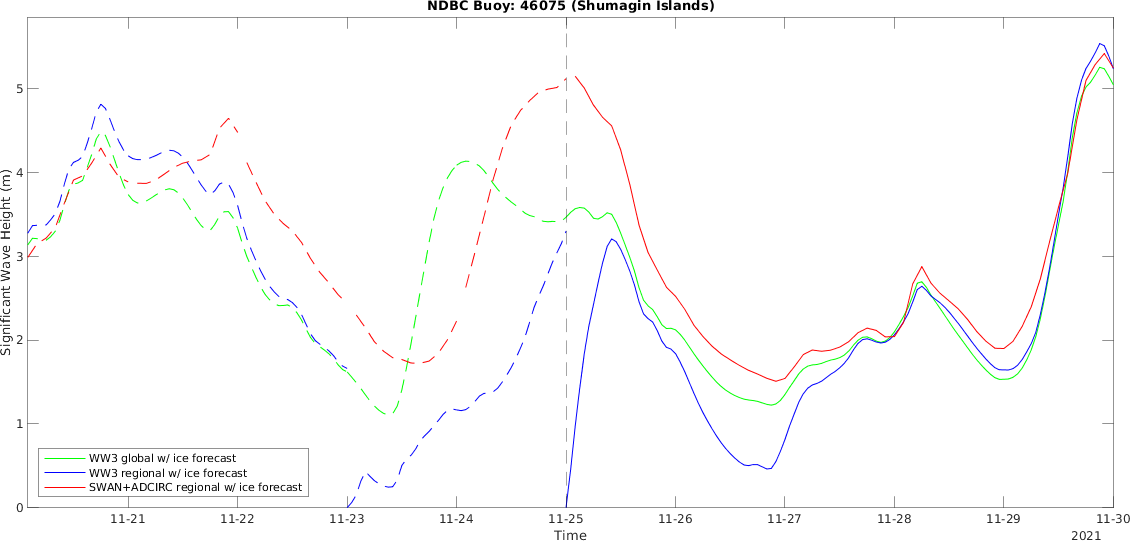 NDBC Buoy: 46075 (Shumagin Islands)
Significant Wave Height (m)
5
4
3
2
1
0
WW3 global w/ ice forecast
WW3 regional w/ ice forecast
SWAN+ADCIRC regional w/ ice forecast
11-21 11-22 11-23 11-24 11-25 11-26 11-27 11-28 11-29 11-30
Time
2021